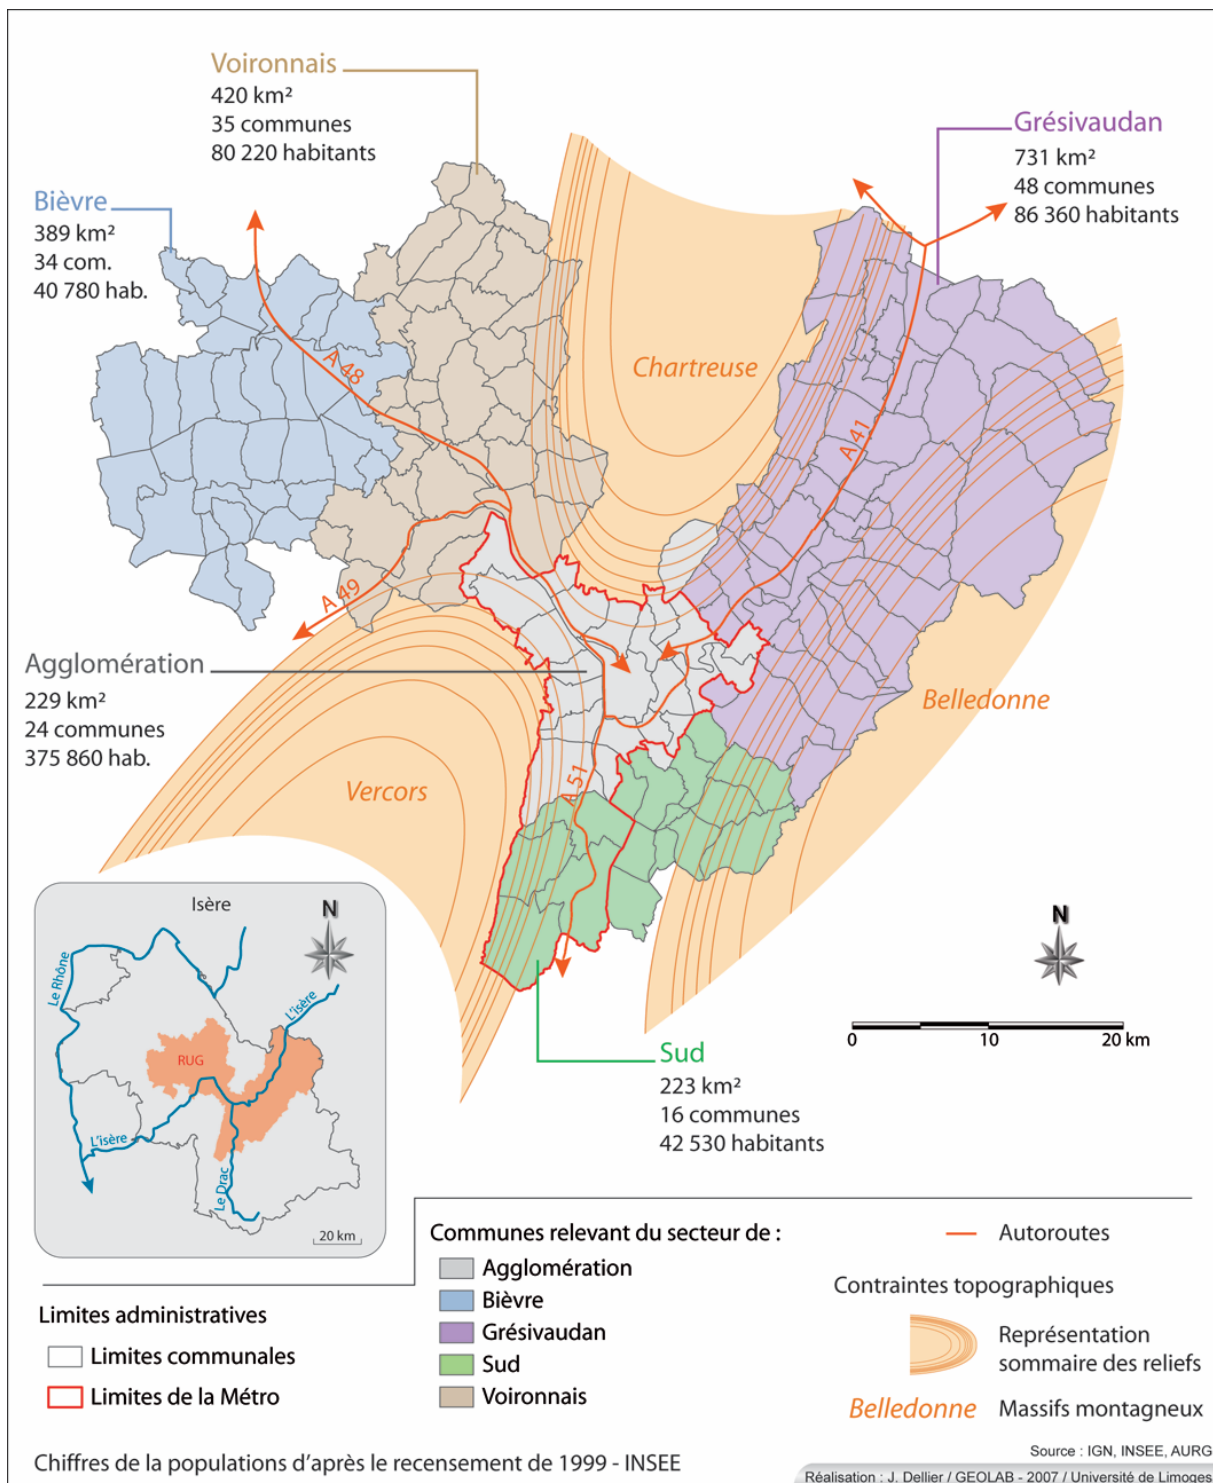 Voironnais
420 km²
35 communes
80 220 habitants
Grésivaudan
731 km²
48 communes
86 360 habitants
Bièvre
389 km²
34 com.
40 780 hab.
A 48
Chartreuse
A 41
A 49
Agglomération
229 km²
24 communes
375 860 hab.
Belledonne
Vercors
A 51
Isère
N
Le Rhône
L'isère
RUG
L'isère
Le Drac
20 km
N
0 10 20 km
Sud
223 km²
16 communes
42 530 habitants
Limites administratives
Limites communales
Limites de la Métro
Communes relevant du secteur de :
Agglomération
Bièvre
Grésivaudan
Sud
Voironnais
Autoroutes
Contraintes topographiques
Représentation
sommaire des reliefs
Belledonne Massifs montagneux
Chiffres de la populations d'après le recensement de 1999 - INSEE
Source : IGN, INSEE, AURG
Réalisation : J. Dellier / GEOLAB - 2007 / Université de Limoges